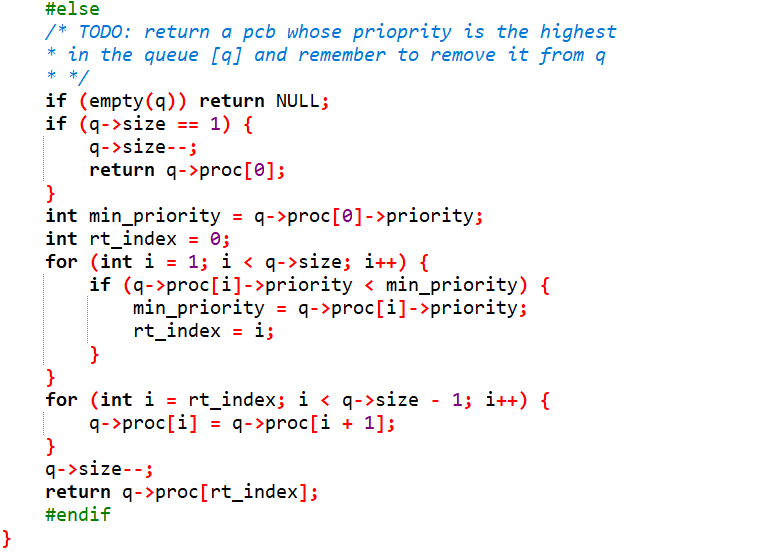 #else
/* TODO: return a pcb whose prioprity is the highest
* in the queue [q] and remember to remove it from q
* */
if (empty(q)) return NULL;
if (q->size == 1) {
q->size--;
return q->proc[0];
}
int min_priority = q->proc[0]->priority;
int rt_index = 0;
for (int i = 1; i < q->size; i++) {
if (q->proc[i]->priority < min_priority) {
min_priority = q->proc[i]->priority;
rt_index = i;
}
}
for (int i = rt_index; i < q->size - 1; i++) {
q->proc[i] = q->proc[i + 1];
}
q->size--;
return q->proc[rt_index];
#endif
}